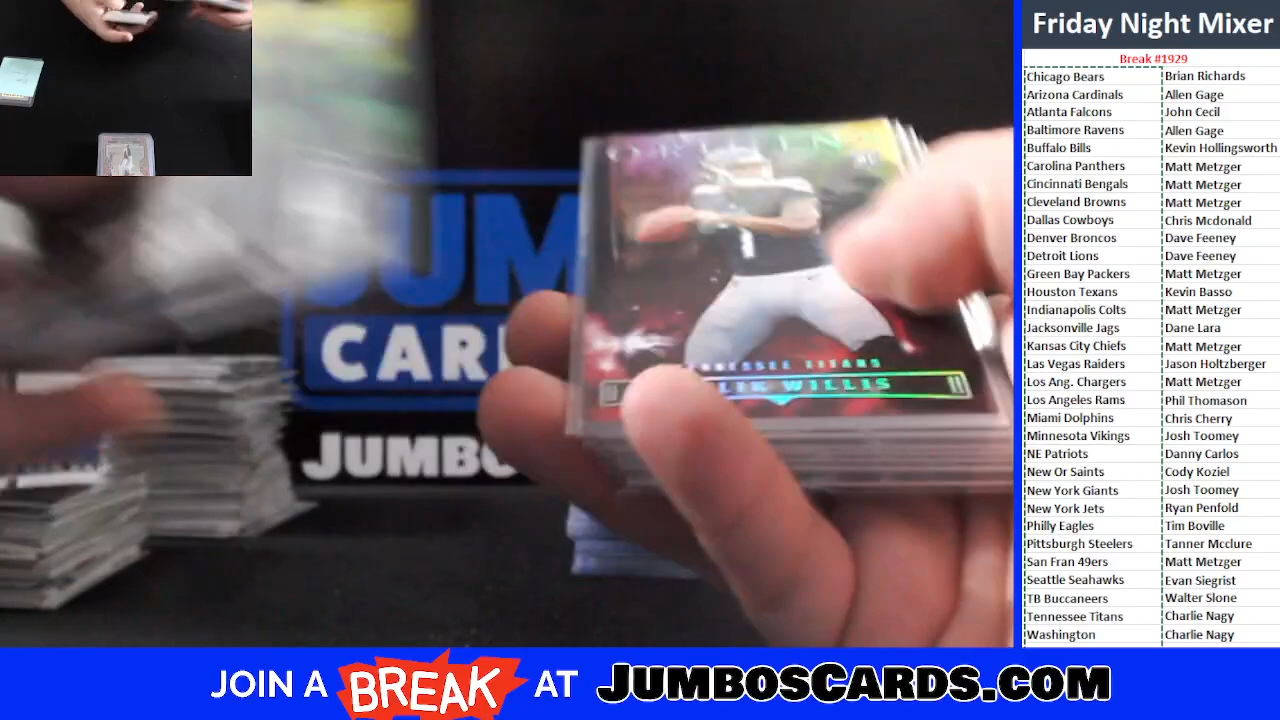 Friday Night Mixer
Break #1929
Chicago Bears Brian Richards
Arizona Cardinals Allen Gage
Atlanta Falcons John Cecil
Baltimore Ravens Allen Gage
Buffalo Bills Kevin Hollingsworth
Carolina Panthers Matt Metzger
Cincinnati Bengals Matt Metzger
Cleveland Browns Matt Metzger
Dallas Cowboys Chris Mcdonald
Denver Broncos Dave Feeney
Detroit Lions Dave Feeney
Green Bay Packers Matt Metzger
Houston Texans Kevin Basso
Indianapolis Colts Matt Metzger
Jacksonville Jags Dane Lara
Kansas City Chiefs Matt Metzger
Las Vegas Raiders Jason Holtzberger
Los Ang. Chargers Matt Metzger
Los Angeles Rams Phil Thomason
Miami Dolphins Chris Cherry
Minnesota Vikings Josh Toomey
NE Patriots Danny Carlos
New Or Saints Cody Koziel
New York Giants Josh Toomey
New York Jets Ryan Penfold
Philly Eagles Tim Boville
Pittsburgh Steelers Tanner Mcclure
San Fran 49ers Matt Metzger
Seattle Seahawks Evan Siegrist
TB Buccaneers Walter Slone
Tennessee Titans Charlie Nagy
Washington Charlie Nagy
JUM
CAR
JUMBO
NNESSEE TITANS
LIK WILLIS
JOIN A BREAK AT JUMBOSCARDS.COM